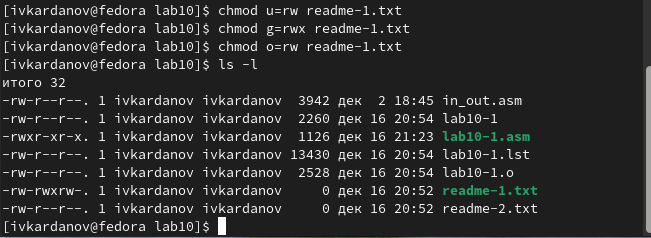 [ivkardanov@fedora lab10]$ chmod u=rw readme-1.txt
[ivkardanov@fedora lab10]$ chmod g=rwx readme-1.txt
[ivkardanov@fedora lab10]$ chmod o=rw readme-1.txt
[ivkardanov@fedora lab10]$ ls -l
итого 32
-rw-r--r--. 1 ivkardanov ivkardanov  3942 дек  2 18:45 in_out.asm
-rw-r--r--. 1 ivkardanov ivkardanov  2260 дек 16 20:54 lab10-1
-rwxr-xr-x. 1 ivkardanov ivkardanov  1126 дек 16 21:23 lab10-1.asm
-rw-r--r--. 1 ivkardanov ivkardanov 13430 дек 16 20:54 lab10-1.lst
-rw-r--r--. 1 ivkardanov ivkardanov  2528 дек 16 20:54 lab10-1.o
-rw-rwxrw-. 1 ivkardanov ivkardanov     0 дек 16 20:52 readme-1.txt
-rw-r--r--. 1 ivkardanov ivkardanov     0 дек 16 20:52 readme-2.txt
[ivkardanov@fedora lab10]$